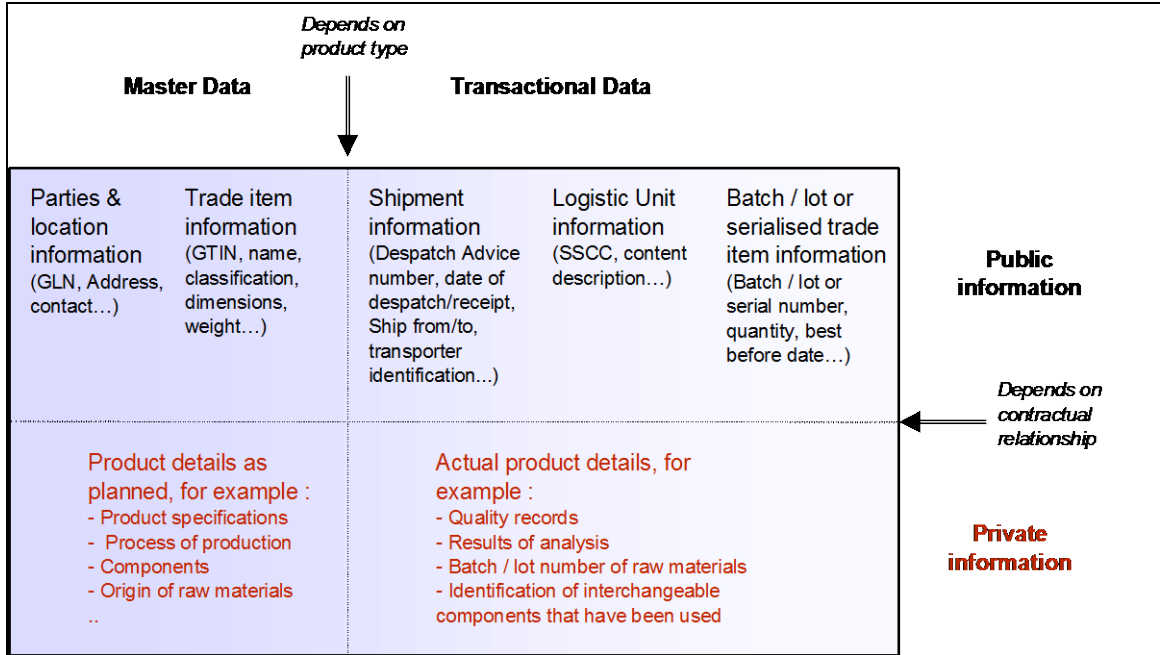 Depends on
product type
Master Data
Transactional Data
Parties &
location
information
(GLN, Address,
contact…)
Trade item
information
(GTIN, name,
classification,
dimensions,
weight…)
Shipment
information
(Despatch Advice
number, date of
despatch/receipt,
Ship from/to,
transporter
identification...)
Logistic Unit
information
(SSCC, content
description…)
Batch / lot or
serialised trade
item information
(Batch / lot or
serial number,
quantity, best
before date…)
Public
information
Depends on
contractual
relationship
Product details as
planned, for example :
- Product specifications
- Process of production
- Components
- Origin of raw materials
..
Actual product details, for
example :
- Quality records
- Results of analysis
- Batch / lot number of raw materials
- Identification of interchangeable
components that have been used
Private
information